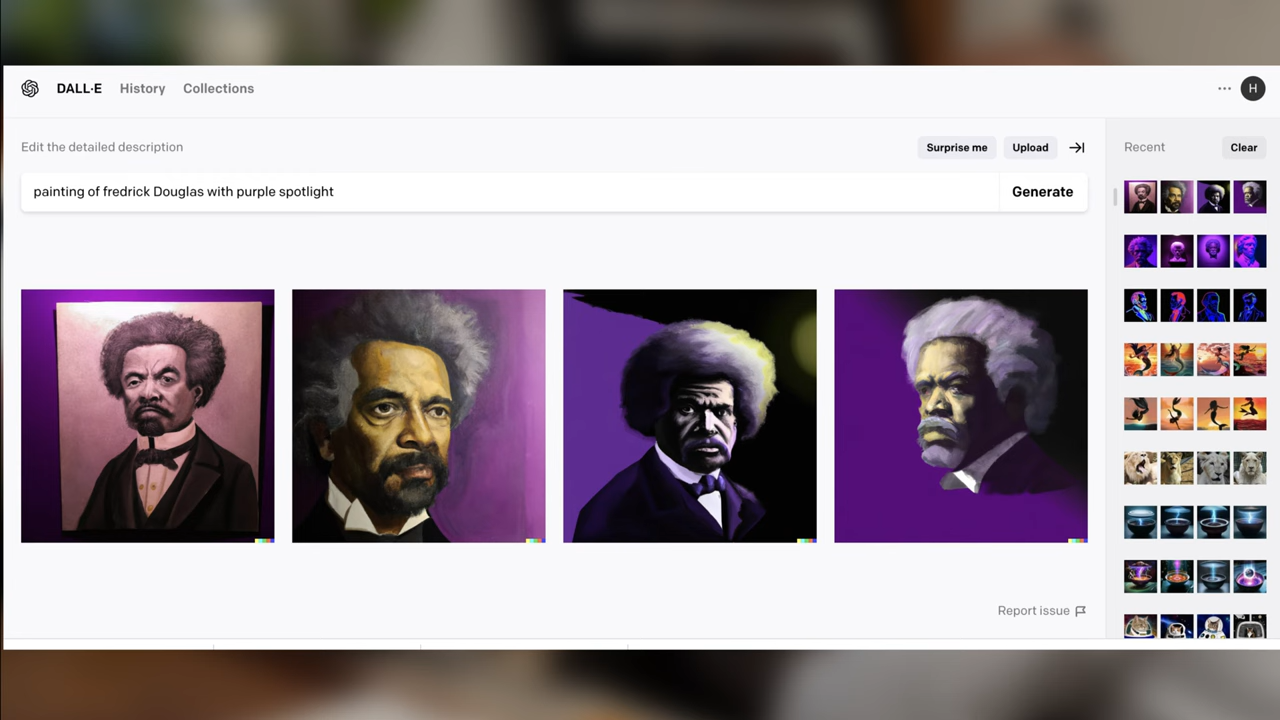 DALL·E History Collections
··· H
Edit the detailed description
Surprise me
Upload
Recent
Clear
painting of fredrick Douglas with purple spotlight
Generate
Report issue